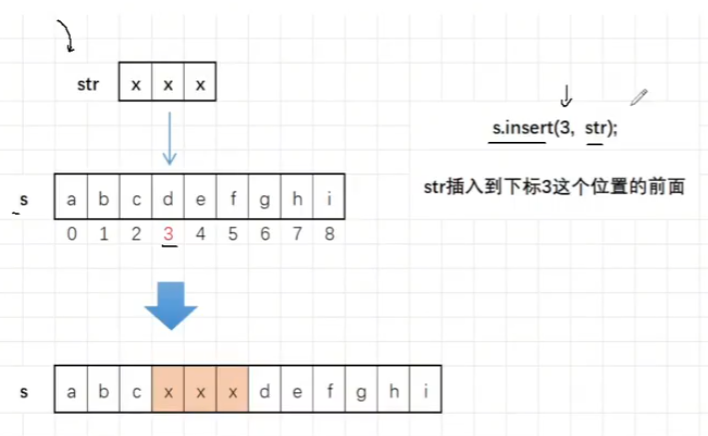 str x x x
s.insert(3, str);
str插入到下标3这个位置的前面
s a b c d e f g h i
0 1 2 3 4 5 6 7 8
s a b c x x x d e f g h i